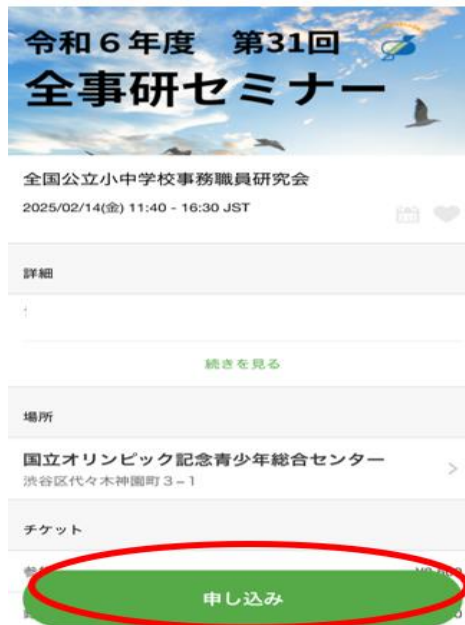 令和6年度 第31回
全事研セミナー
全国公立小中学校事務職員研究会
2025/02/14(金) 11:40 - 16:30 JST
詳細
続きを見る
場所
国立オリンピック記念青少年総合センター
渋谷区代々木神園町3-1
チケット
申し込み